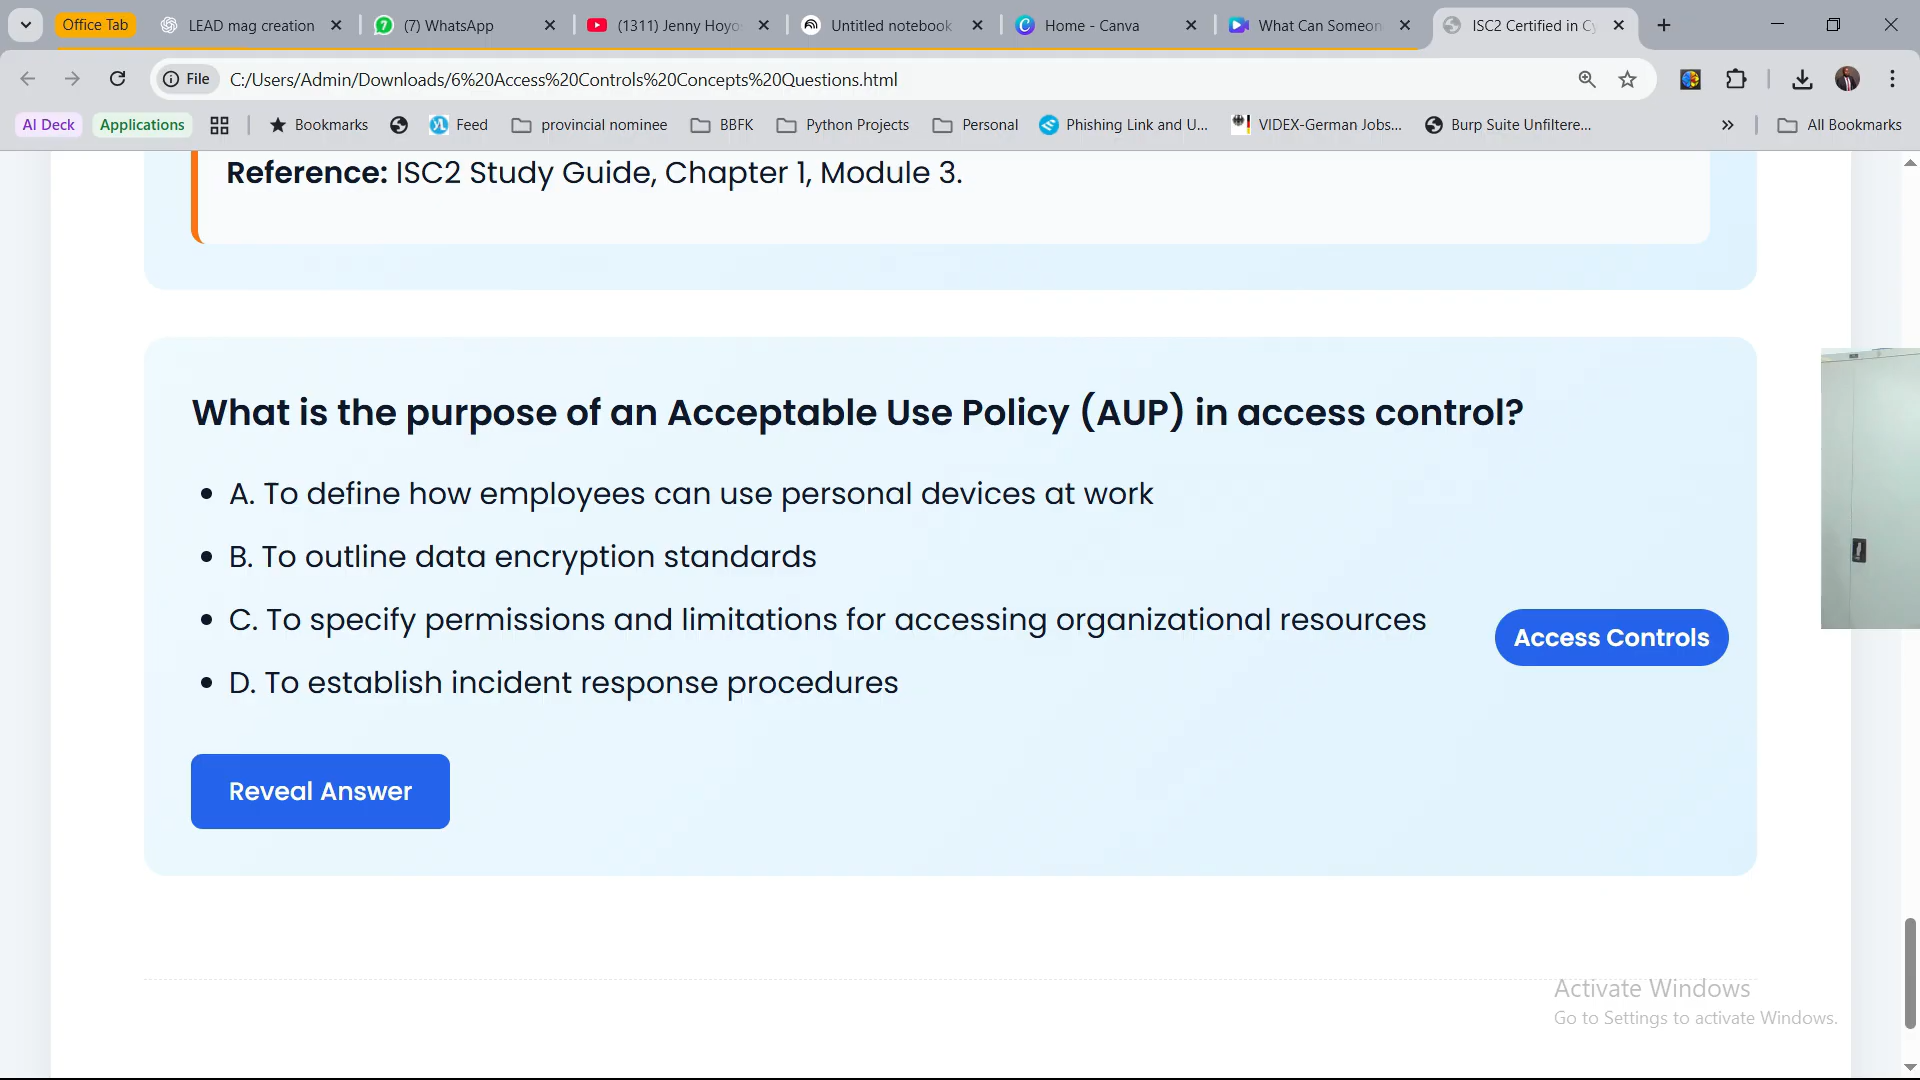 Office Tab
LEAD mag creation
(7) WhatsApp
(1311) Jenny Hoyo
Untitled notebook
Home - Canva
What Can Someon
ISC2 Certified in Cy
File
C:/Users/Admin/Downloads/6%20Access%20Controls%20Concepts%20Questions.html
AI Deck
Applications
Bookmarks
Feed
provincial nominee
BBFK
Python Projects
Personal
Phishing Link and U...
VIDEX-German Jobs...
Burp Suite Unfiltere...
All Bookmarks
Reference: ISC2 Study Guide, Chapter 1, Module 3.
What is the purpose of an Acceptable Use Policy (AUP) in access control?
A. To define how employees can use personal devices at work
B. To outline data encryption standards
C. To specify permissions and limitations for accessing organizational resources
Access Controls
D. To establish incident response procedures
Reveal Answer
Activate Windows
Go to Settings to activate Windows.